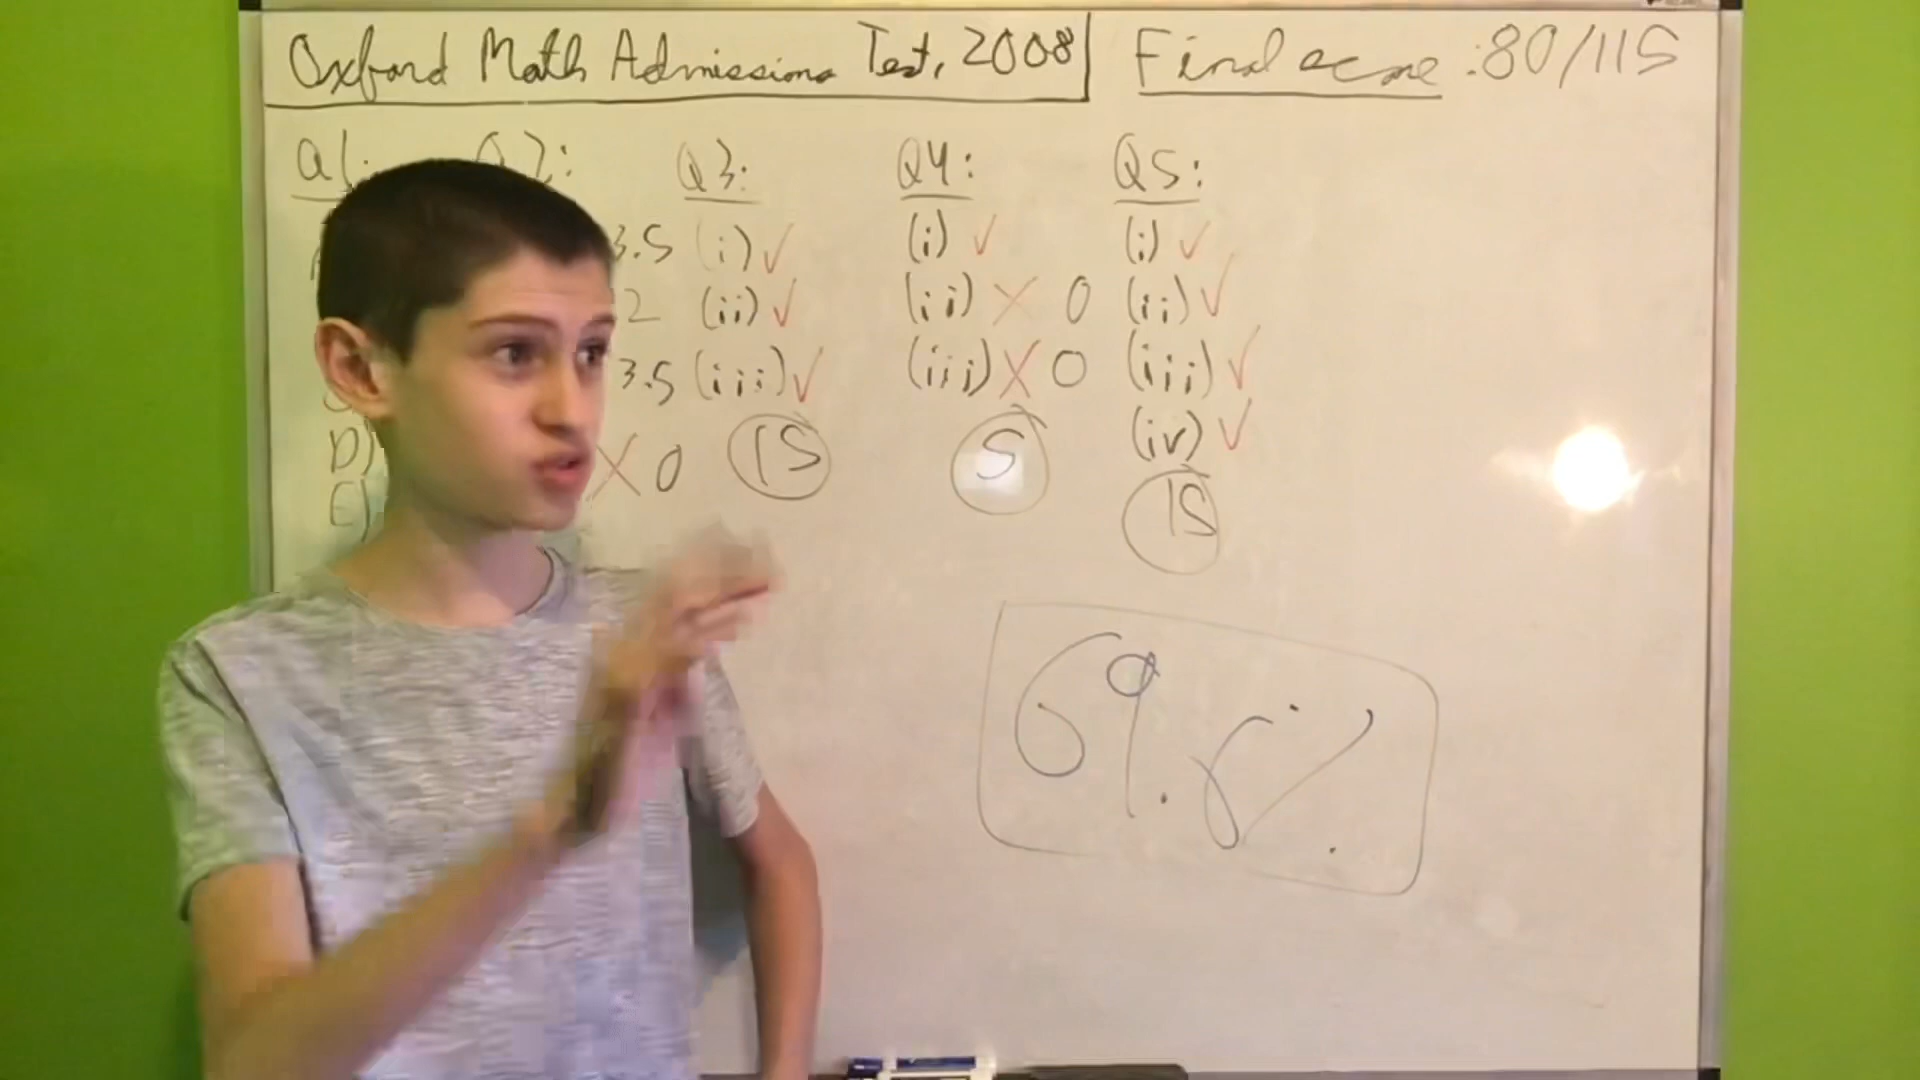 Oxford Math Admissions Test, 2008
Final score: 80/115
Q1:
D)
E)
Q2:
3.5
2
3.5
X 0
Q3:
(i) ✓
(ii) ✓
(iii) ✓
15
Q4:
(i) ✓
(ii) X 0
(iii) X 0
5
Q5:
(i) ✓
(ii) ✓
(iii) ✓
(iv) ✓
15
69.5%